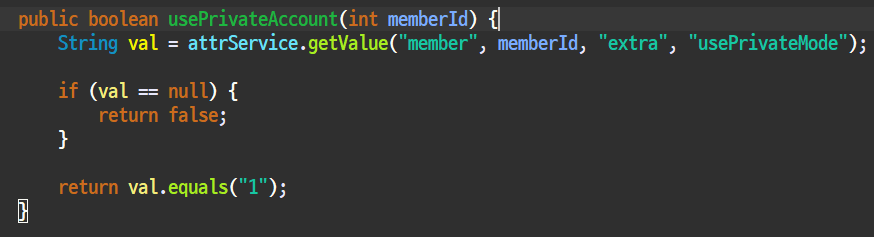 public boolean usePrivateAccount(int memberId) {
    String val = attrService.getValue("member", memberId, "extra", "usePrivateMode");

    if (val == null) {
        return false;
    }

    return val.equals("1");
}